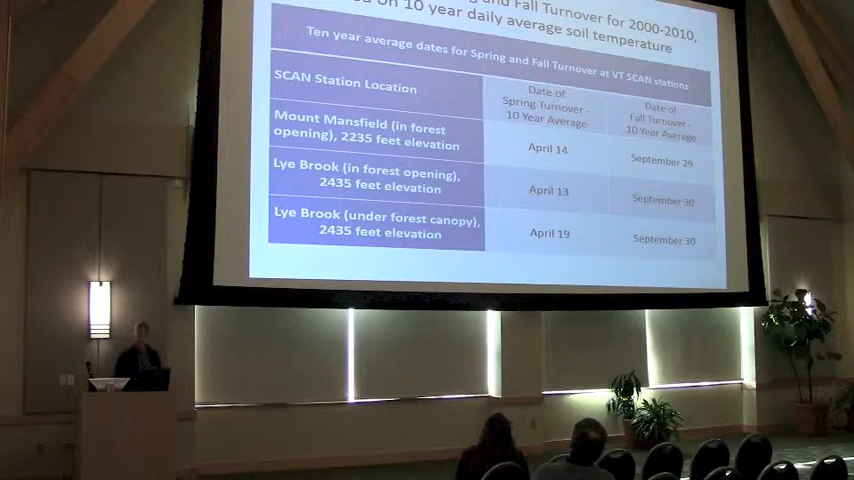 and Fall Turnover for 2000-2010,
on 10 year daily average soil temperature
Ten year average dates for Spring and Fall Turnover at VT SCAN stations
SCAN Station Location
Date of
Spring Turnover -
10 Year Average
Date of
Fall Turnover -
10 Year Average
Mount Mansfield (in forest
opening), 2235 feet elevation
April 14
September 29
Lye Brook (in forest opening),
2435 feet elevation
April 13
September 30
Lye Brook (under forest canopy),
2435 feet elevation
April 19
September 30